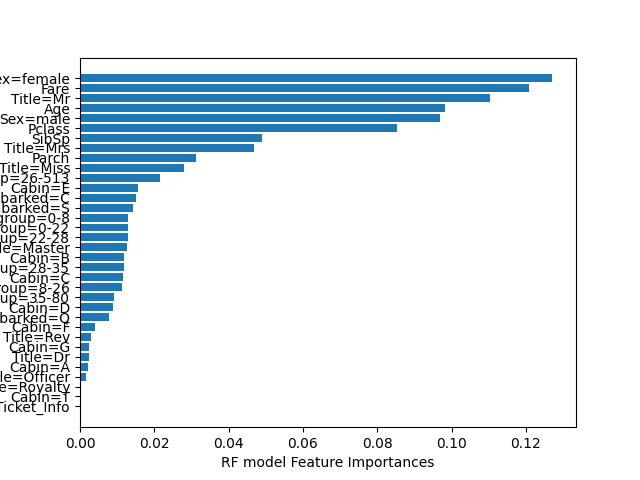 ex=female
Fare
Title=Mr
Age
Sex=male
Pclass
SibSp
Title=Mrs
Parch
Title=Miss
p=26-513
Cabin=E
barked=C
barked=S
group=0-8
oup=0-22
up=22-28
le=Master
Cabin=B
up=28-35
Cabin=C
roup=8-26
up=35-80
Cabin=D
barked=Q
Cabin=F
Title=Rev
Cabin=G
Title=Dr
Cabin=A
le=Officer
e=Royalty
Cabin=T
Ticket_Info
0.00 0.02 0.04 0.06 0.08 0.10 0.12
RF model Feature Importances